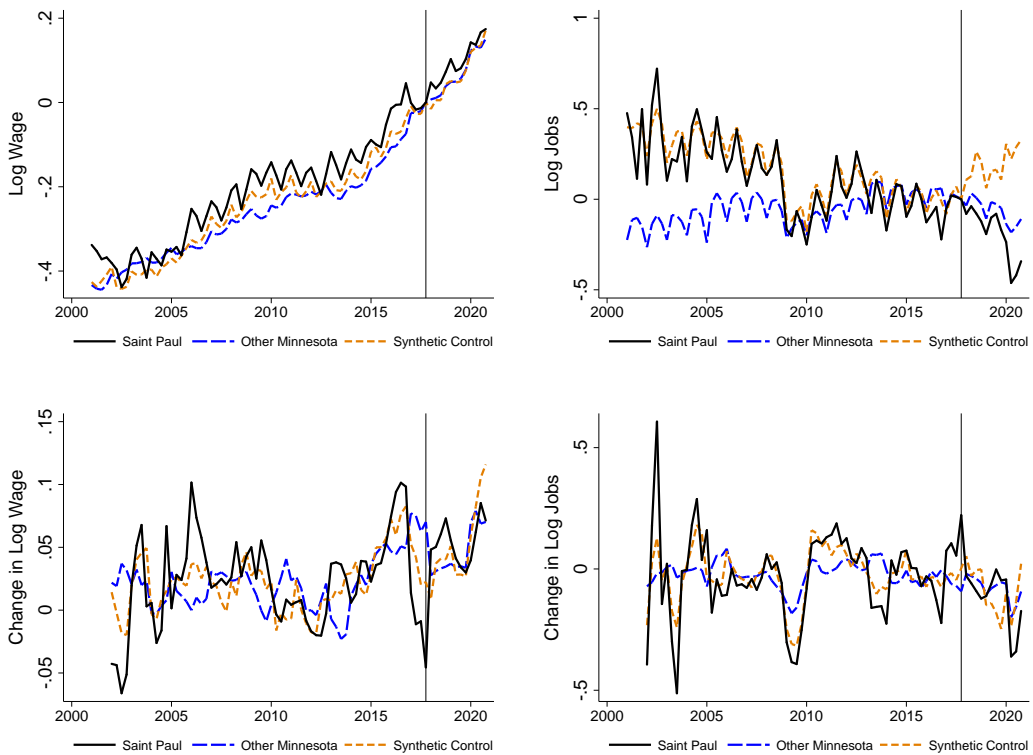 Log Wage
.2
0
-.2
-.4
2000 2005 2010 2015 2020
Saint Paul Other Minnesota Synthetic Control
Log Jobs
1
.5
0
-.5
2000 2005 2010 2015 2020
Saint Paul Other Minnesota Synthetic Control
Change in Log Wage
.15
.1
.05
0
-.05
2000 2005 2010 2015 2020
Saint Paul Other Minnesota Synthetic Control
Change in Log Jobs
.5
0
-.5
2000 2005 2010 2015 2020
Saint Paul Other Minnesota Synthetic Control